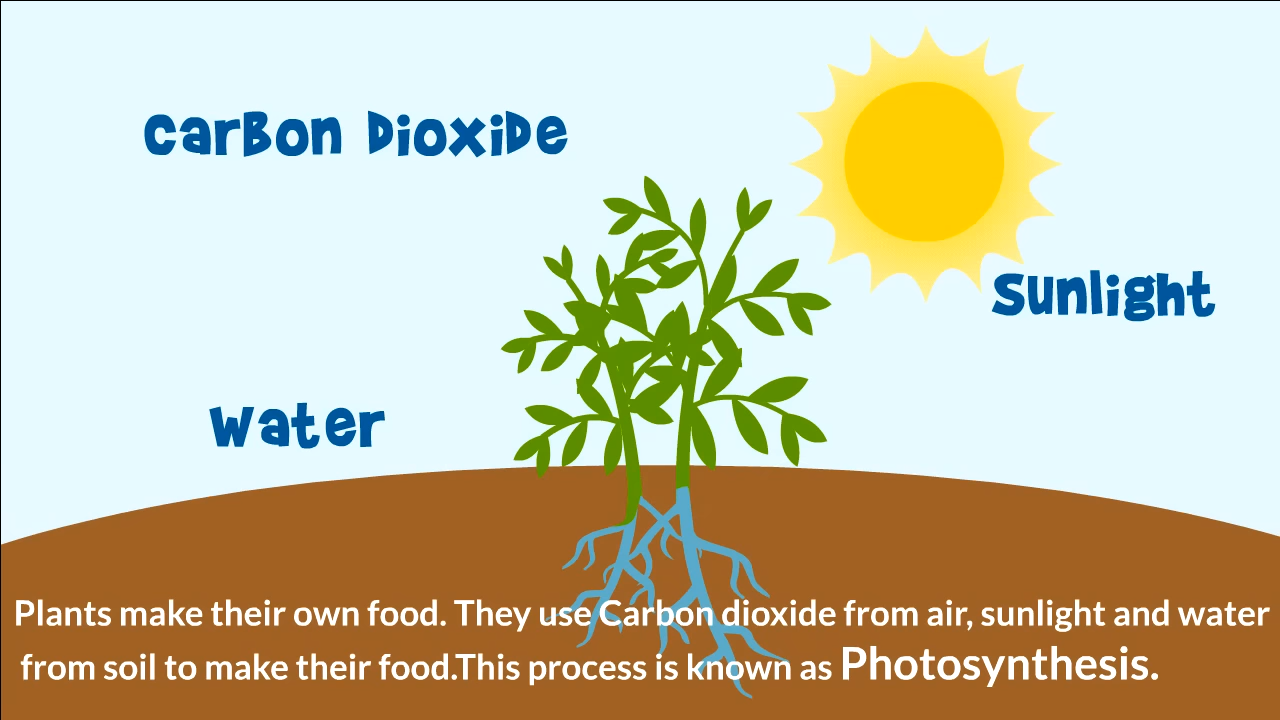 Carbon Dioxide
Sunlight
Water
Plants make their own food. They use Carbon dioxide from air, sunlight and water
from soil to make their food.This process is known as Photosynthesis.